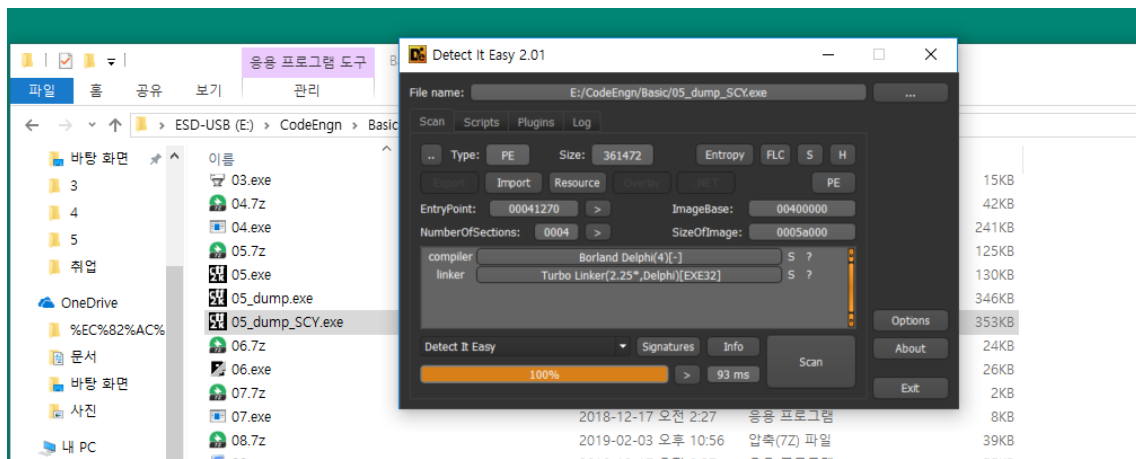 응용 프로그램 도구
파일 홈 공유 보기 관리
ESD-USB (E:) › CodeEngn › Basic
바탕 화면
3
4
5
취업
OneDrive
%EC%82%AC%
문서
바탕 화면
사진
내 PC
이름
03.exe 15KB
04.7z 42KB
04.exe 241KB
05.7z 125KB
05.exe 130KB
05_dump.exe 346KB
05_dump_SCY.exe 353KB
06.7z 24KB
06.exe 26KB
07.7z 2KB
07.exe 2018-12-17 오전 2:27 응용 프로그램 8KB
08.7z 2019-02-03 오후 10:56 압축(7Z) 파일 39KB
Detect It Easy 2.01
File name: E:/CodeEngn/Basic/05_dump_SCY.exe ...
Scan Scripts Plugins Log
.. Type: PE Size: 361472 Entropy FLC S H
Export Import Resource Overlay .NET PE
EntryPoint: 00041270 > ImageBase: 00400000
NumberOfSections: 0004 > SizeOfImage: 0005a000
compiler Borland Delphi(4)[-] S ?
linker Turbo Linker(2.25*,Delphi)[EXE32] S ?
Options
Detect It Easy Signatures Info Scan About
100% > 93 ms
Exit